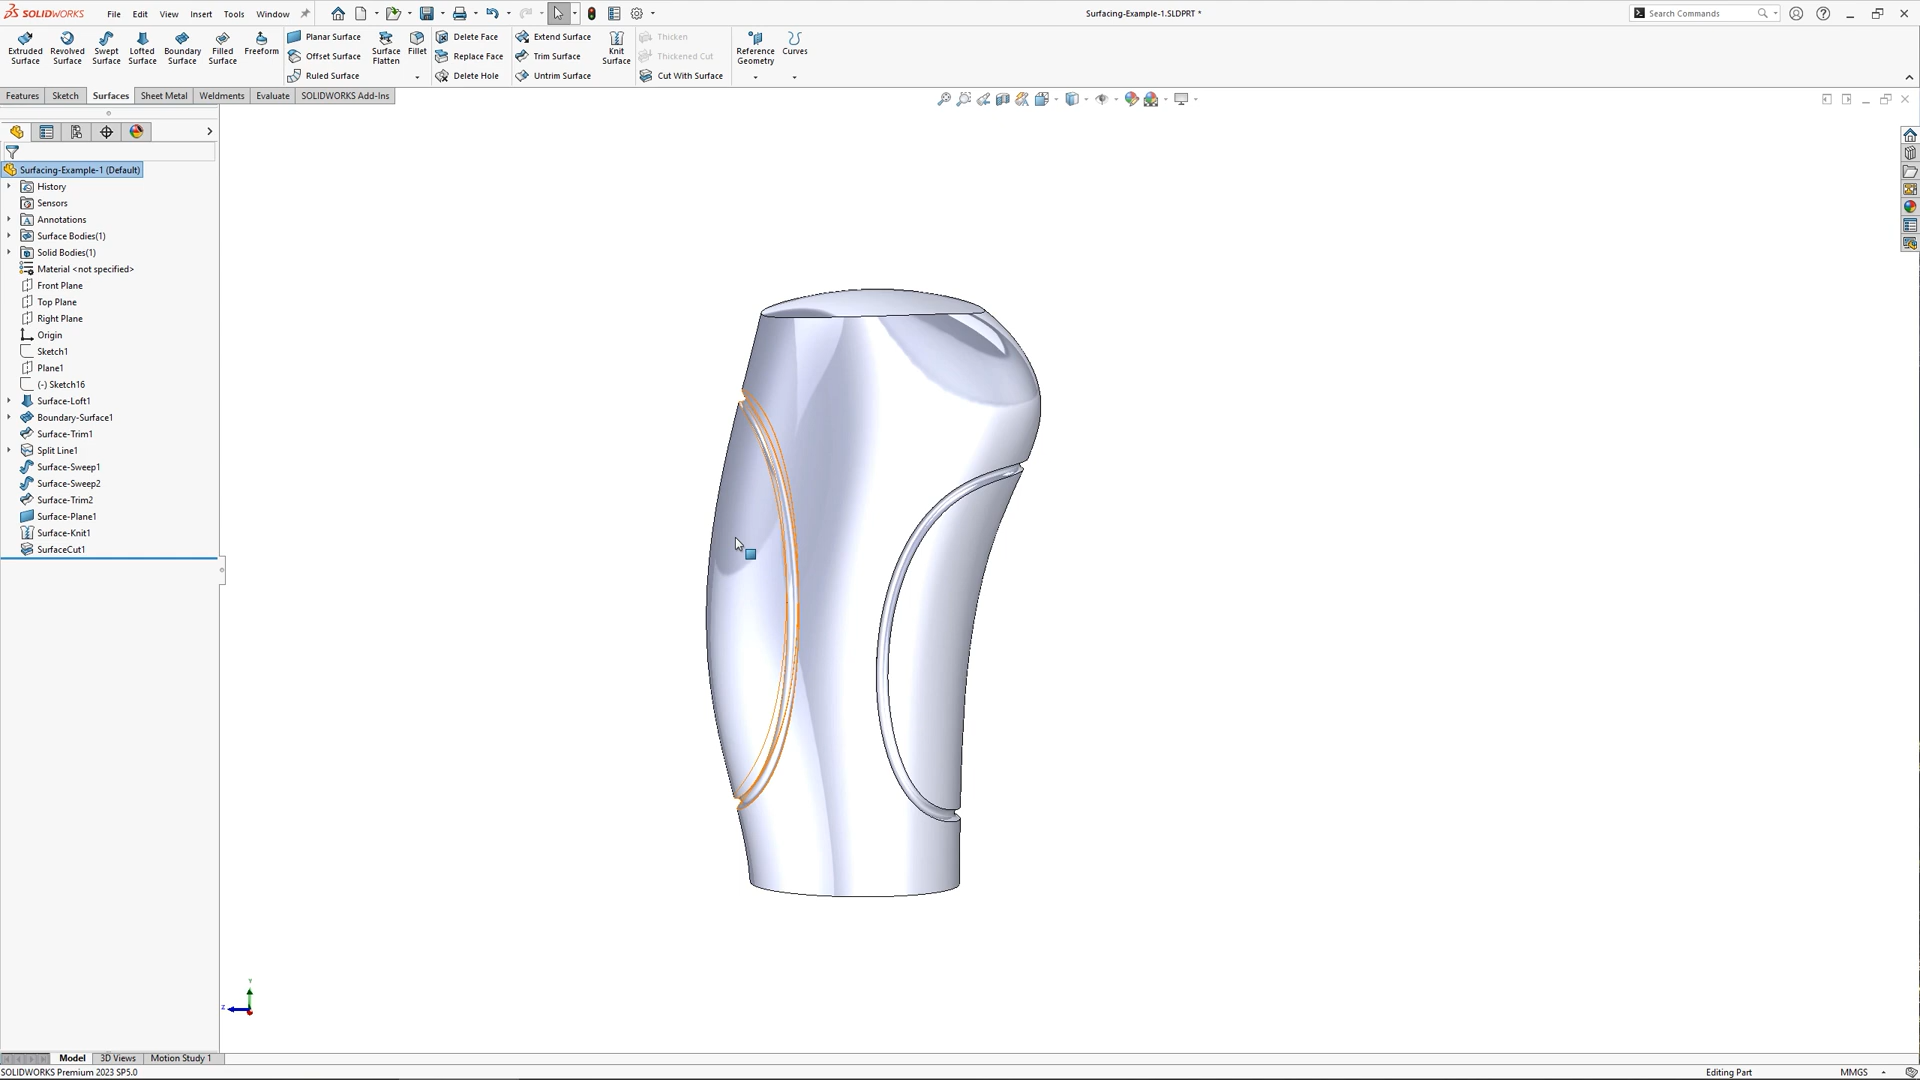 SOLIDWORKS File Edit View Insert Tools Window Surfacing-Example-1.SLDPRT * Search Commands
Extruded Surface
Revolved Surface
Swept Surface
Lofted Surface
Boundary Surface
Filled Surface
Freeform
Planar Surface
Offset Surface
Ruled Surface
Surface Flatten
Fillet
Delete Face
Replace Face
Delete Hole
Extend Surface
Trim Surface
Untrim Surface
Knit Surface
Thicken
Thickened Cut
Cut With Surface
Reference Geometry
Curves
Features Sketch Surfaces Sheet Metal Weldments Evaluate SOLIDWORKS Add-Ins
Surfacing-Example-1 (Default)
History
Sensors
Annotations
Surface Bodies(1)
Solid Bodies(1)
Material <not specified>
Front Plane
Top Plane
Right Plane
Origin
Sketch1
Plane1
(-) Sketch16
Surface-Loft1
Boundary-Surface1
Surface-Trim1
Split Line1
Surface-Sweep1
Surface-Sweep2
Surface-Trim2
Surface-Plane1
Surface-Knit1
SurfaceCut1
Y
Z
Model 3D Views Motion Study 1
SOLIDWORKS Premium 2023 SP5.0 Editing Part MMGS